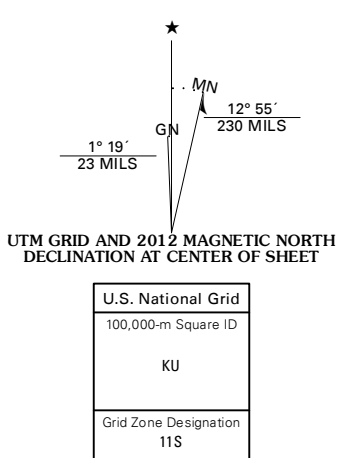 ★
MN
12° 55´
230 MILS
GN
1° 19´
23 MILS
UTM GRID AND 2012 MAGNETIC NORTH
DECLINATION AT CENTER OF SHEET
U.S. National Grid
100,000-m Square ID
KU
Grid Zone Designation
11S